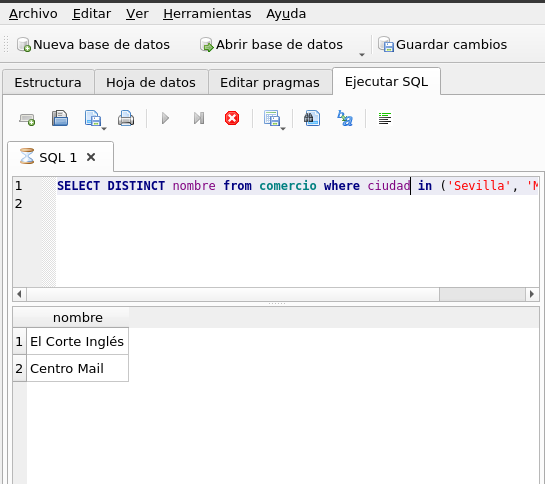 Archivo Editar Ver Herramientas Ayuda
Nueva base de datos Abrir base de datos Guardar cambios
Estructura Hoja de datos Editar pragmas Ejecutar SQL
SQL 1
1 SELECT DISTINCT nombre from comercio where ciudad in ('Sevilla', 'M
2
nombre
1 El Corte Inglés
2 Centro Mail